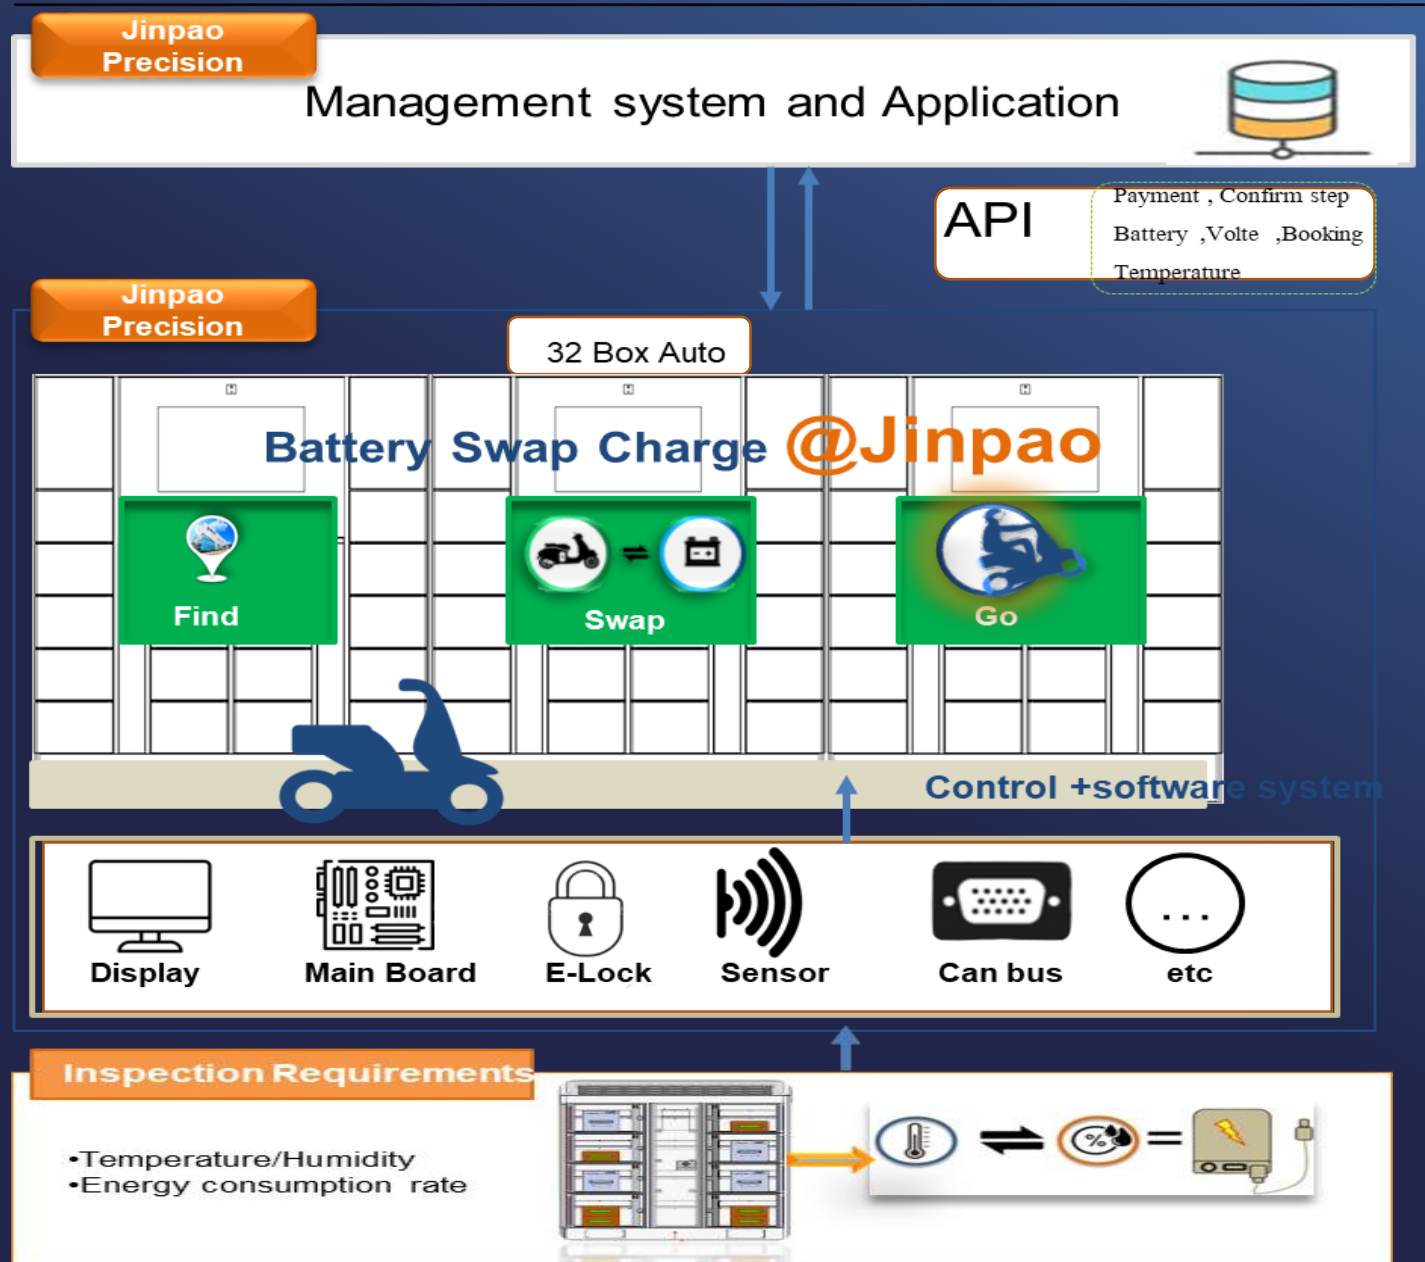 Jinpao
Precision
Management system and Application
API
Payment , Confirm step
Battery ,Volte ,Booking
Temperature
Jinpao
Precision
32 Box Auto
Battery Swap Charge @Jinpao
Find
Swap
Go
Control +software system
Display
Main Board
E-Lock
Sensor
Can bus
...
etc
Inspection Requirements
•Temperature/Humidity
•Energy consumption rate
%